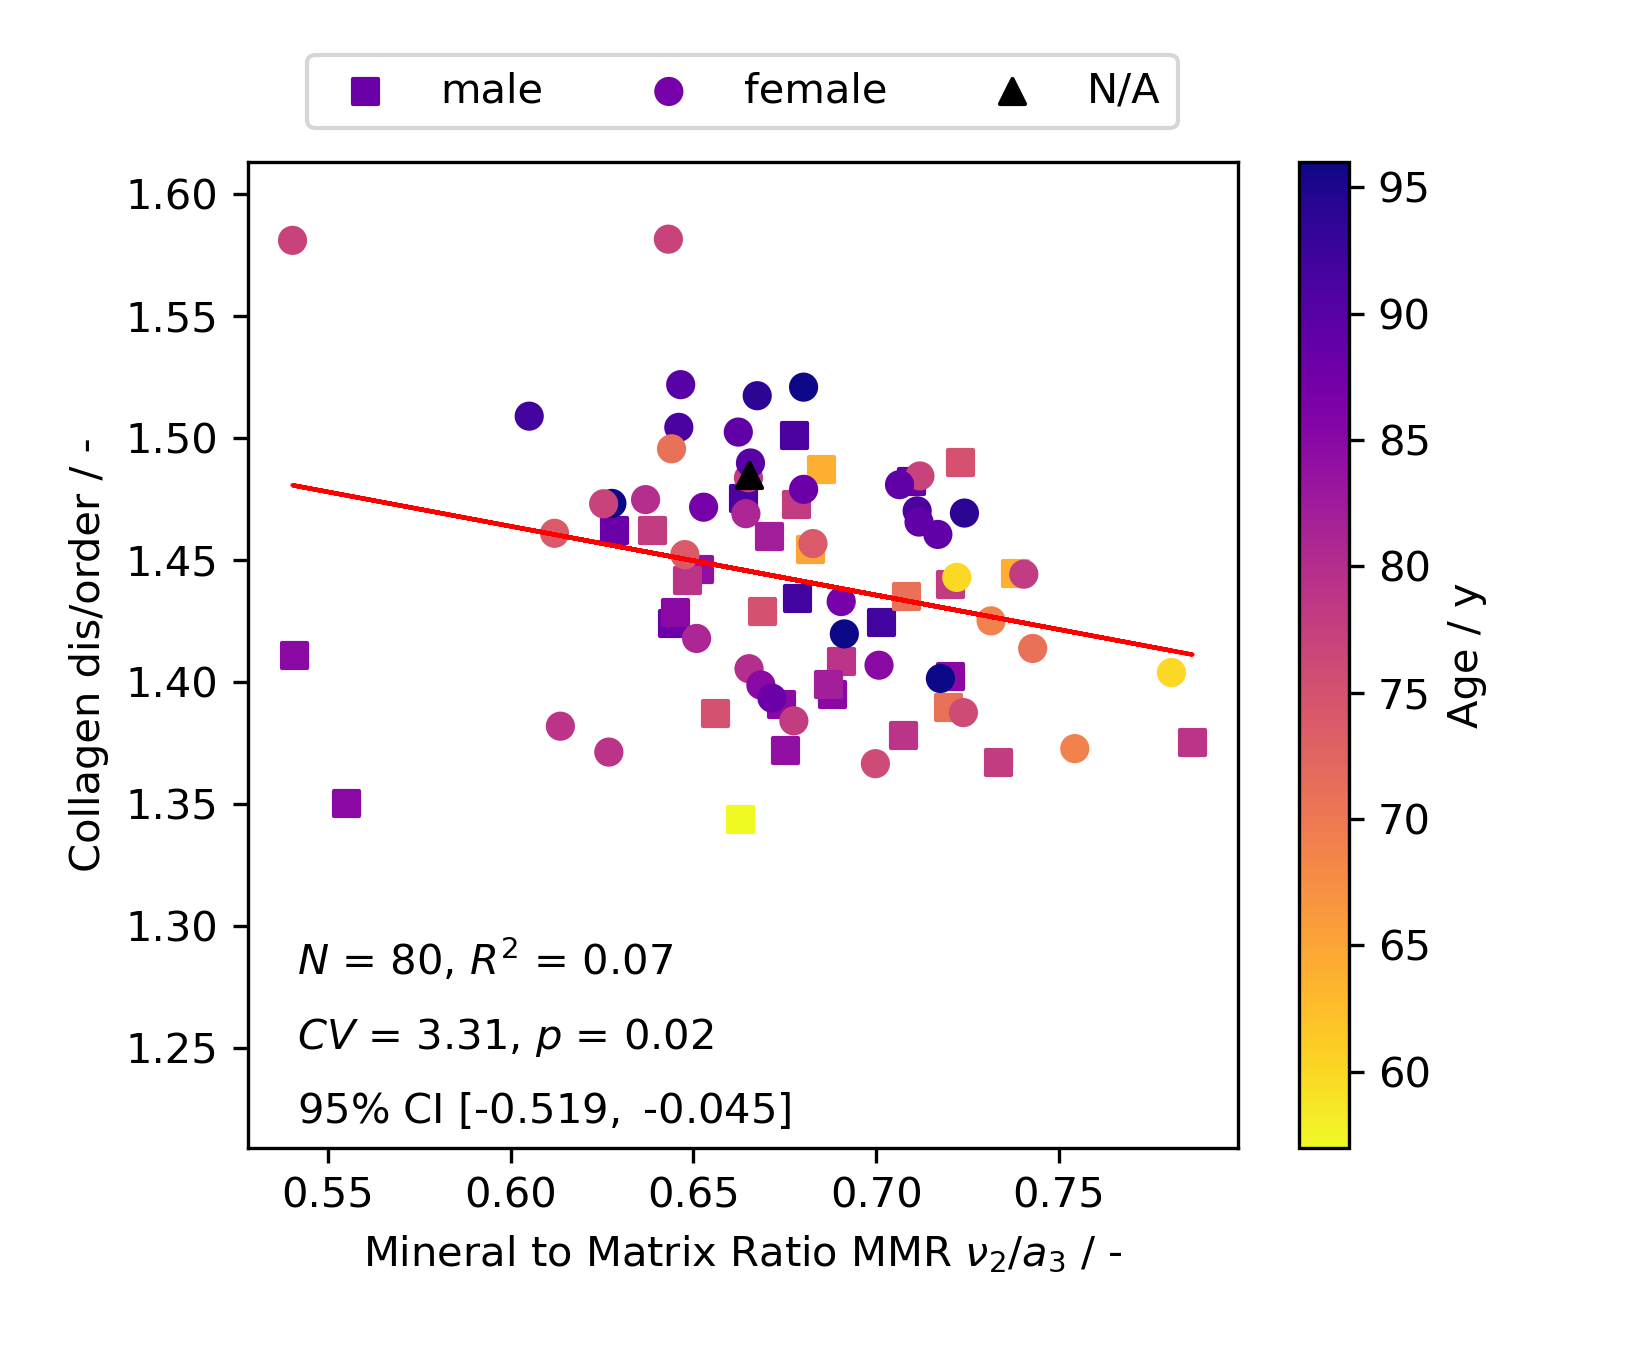 male female N/A
1.60
1.55
1.50
1.45
1.40
1.35
1.30
1.25
Collagen dis/order / -
N = 80, R² = 0.07
CV = 3.31, p = 0.02
95% CI [-0.519, -0.045]
0.55 0.60 0.65 0.70 0.75
Mineral to Matrix Ratio MMR ν₂/a₃ / -
95
90
85
80
75
70
65
60
Age / y